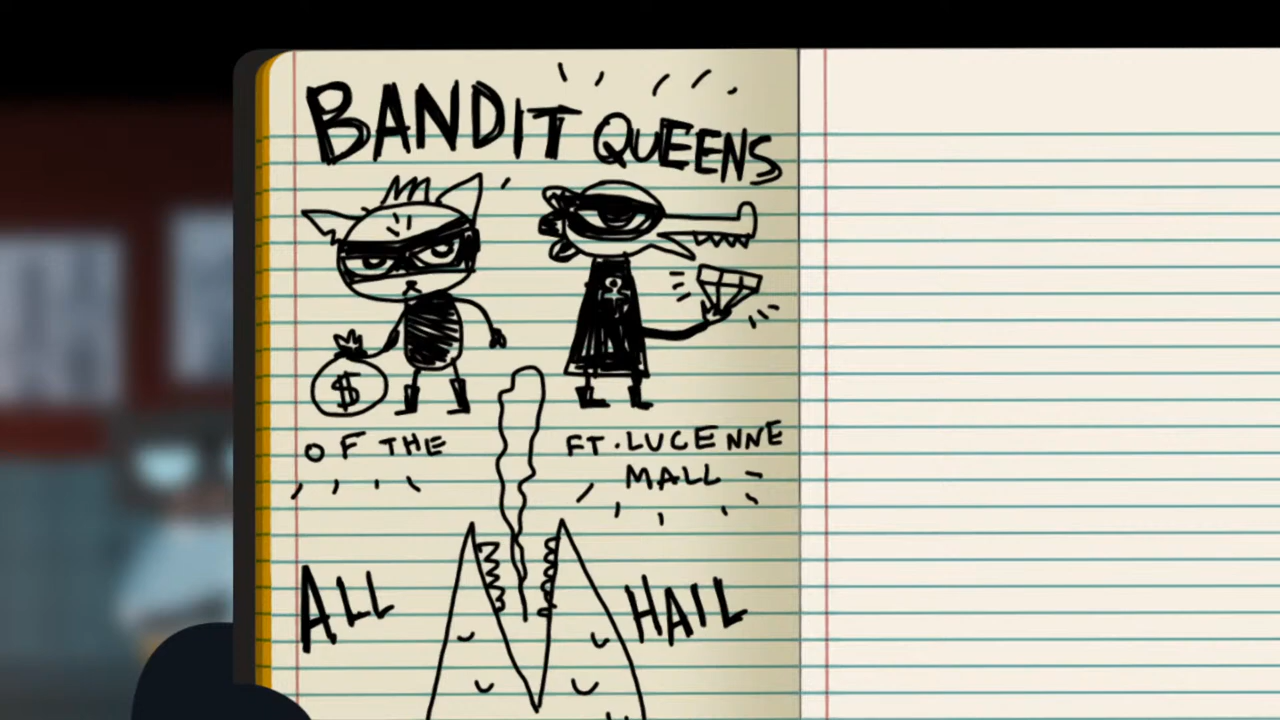 BANDIT QUEENS
$
OF THE FT. LUCENNE
MALL
ALL HAIL